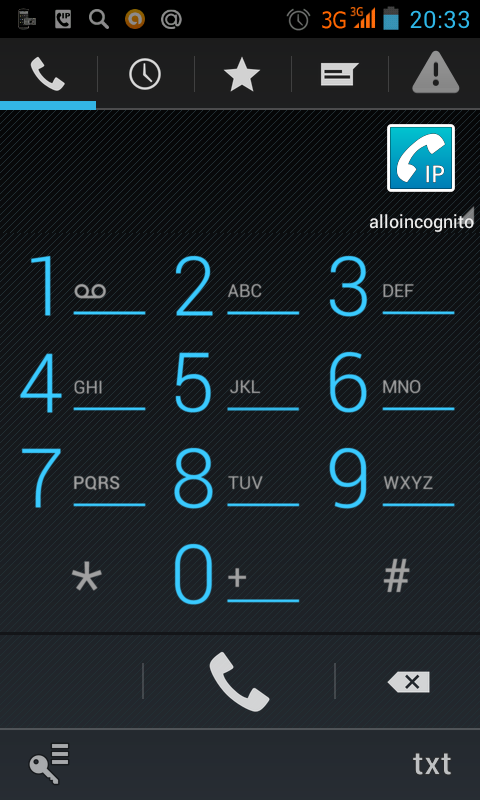 3G 3G 20:33
IP
alloincognito
1 2 ABC 3 DEF
4 GHI 5 JKL 6 MNO
7 PQRS 8 TUV 9 WXYZ
* 0 + #
txt